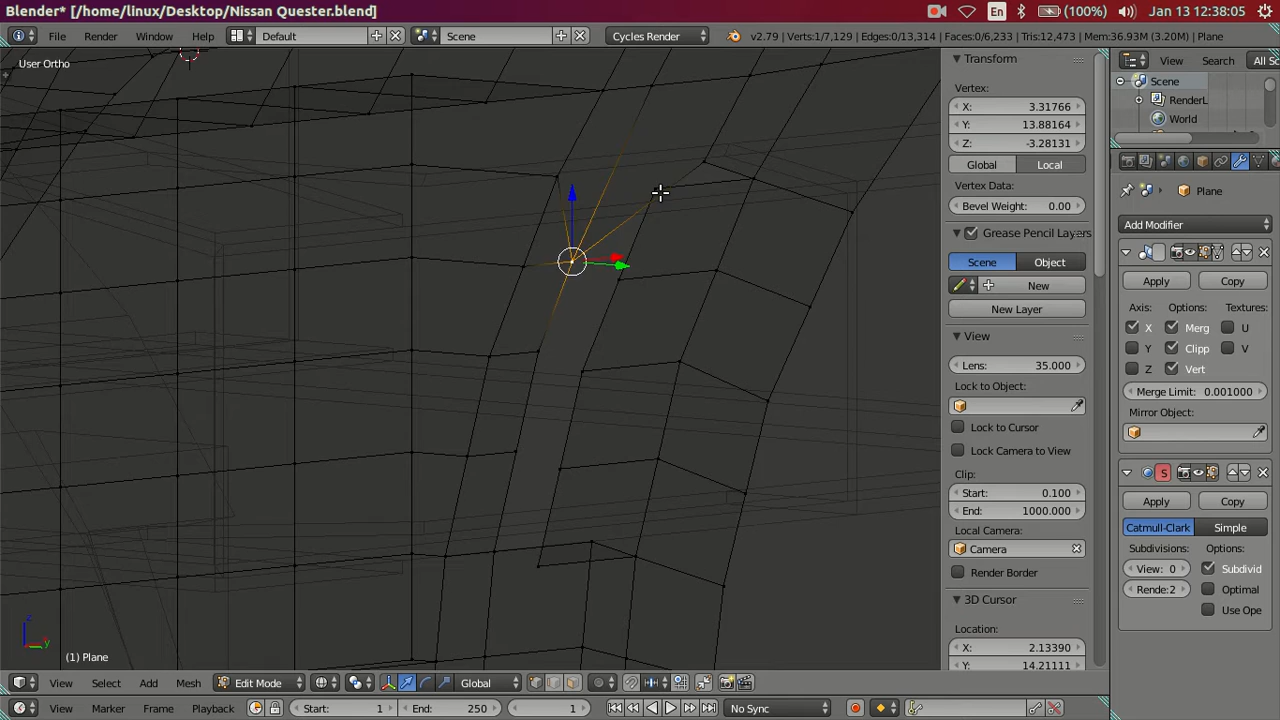 Blender* [/home/linux/Desktop/Nissan Quester.blend]
En
(100%)
Jan 13 12:38:05
File
Render
Window
Help
Default
Scene
Cycles Render
v2.79 | Verts:1/7,129 | Edges:0/13,314 | Faces:0/6,233 | Tris:12,473 | Mem:36.93M (3.20M) | Plane
User Ortho
(1) Plane
Transform
Vertex:
X: 3.31766
Y: 13.88164
Z: -3.28131
Global
Local
Vertex Data:
Bevel Weight: 0.00
Grease Pencil Layers
Scene
Object
New
New Layer
View
Lens: 35.000
Lock to Object:
Lock to Cursor
Lock Camera to View
Clip:
Start: 0.100
End: 1000.000
Local Camera:
Camera
Render Border
3D Cursor
Location:
X: 2.13390
Y: 14.21111
View
Search
All Sc
Scene
RenderL
World
Plane
Add Modifier
Apply
Copy
Axis:
Options:
Textures:
X
Merg
U
Y
Clipp
V
Z
Vert
Merge Limit: 0.001000
Mirror Object:
S
Apply
Copy
Catmull-Clark
Simple
Subdivisions:
Options:
View: 0
Subdivid
Rende: 2
Optimal
Use Ope
View
Select
Add
Mesh
Edit Mode
Global
View
Marker
Frame
Playback
Start: 1
End: 250
1
No Sync